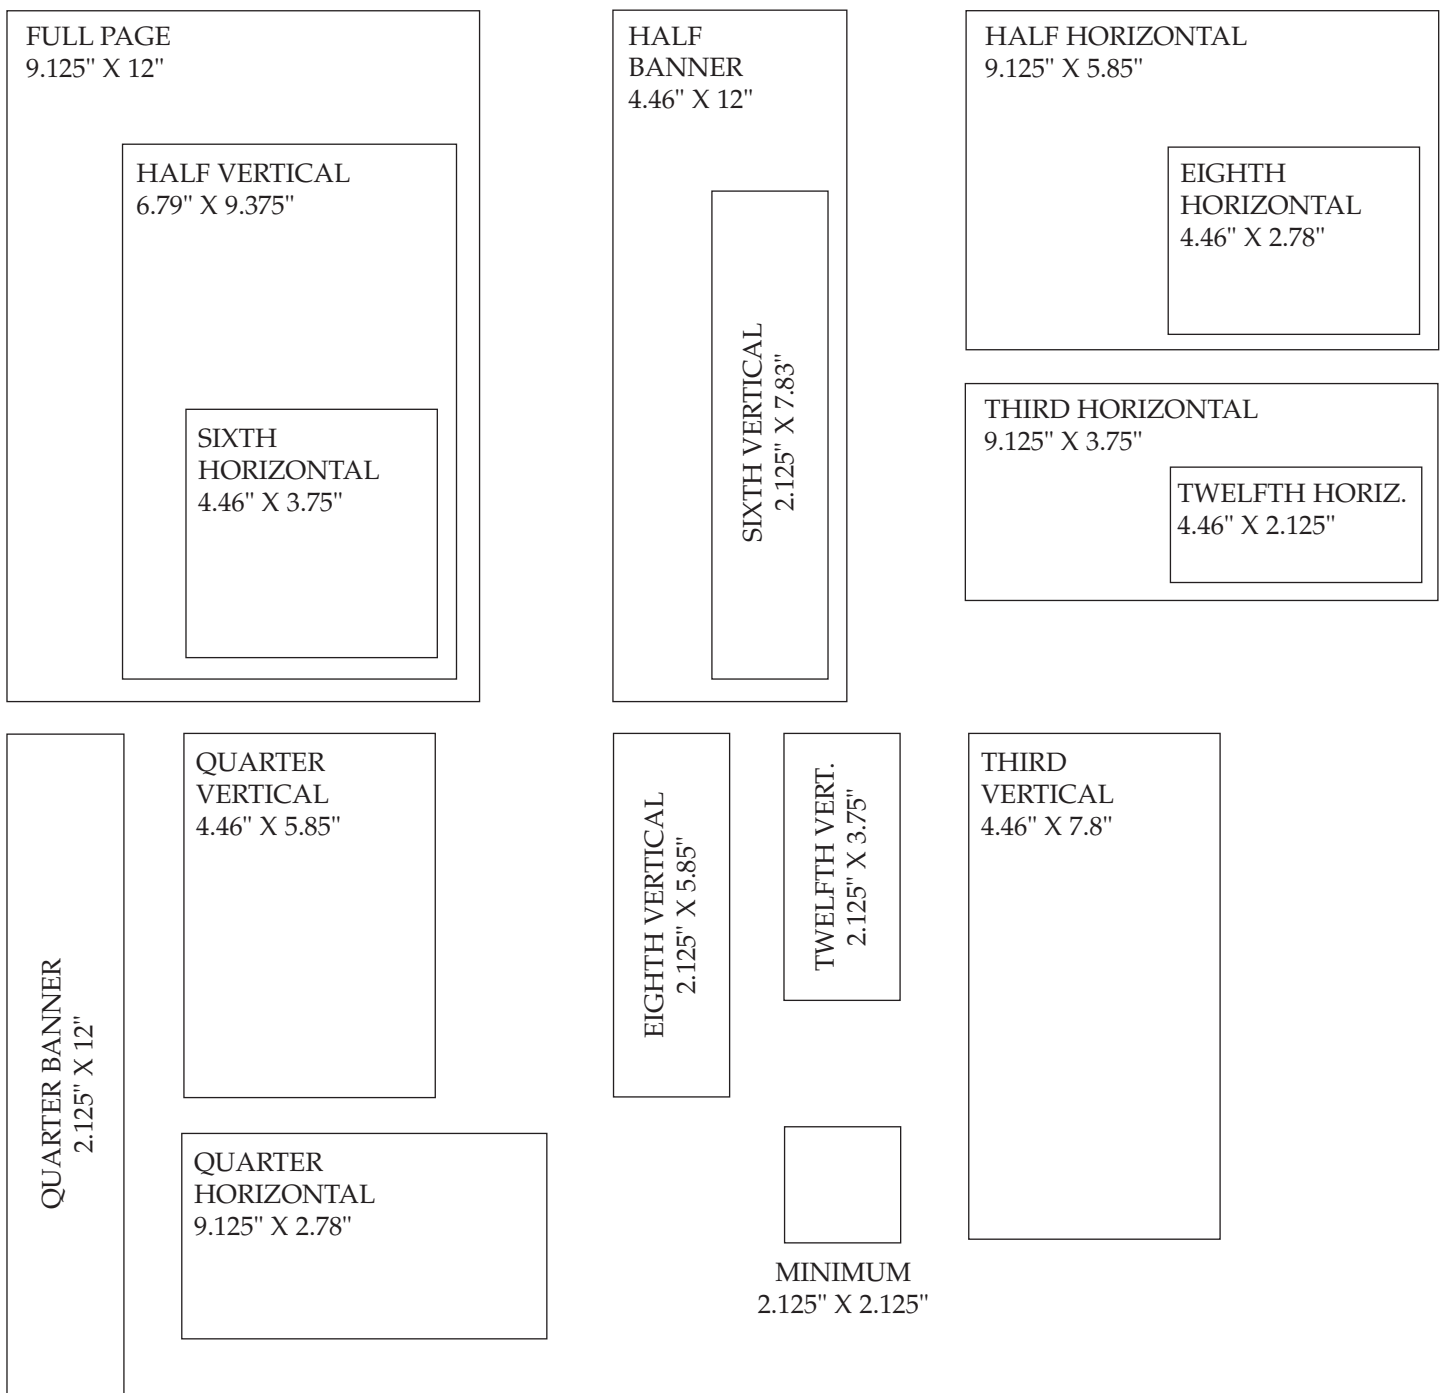 FULL PAGE
9.125" X 12"
HALF VERTICAL
6.79" X 9.375"
SIXTH
HORIZONTAL
4.46" X 3.75"
HALF
BANNER
4.46" X 12"
SIXTH VERTICAL
2.125" X 7.83"
HALF HORIZONTAL
9.125" X 5.85"
EIGHTH
HORIZONTAL
4.46" X 2.78"
THIRD HORIZONTAL
9.125" X 3.75"
TWELFTH HORIZ.
4.46" X 2.125"
QUARTER BANNER
2.125" X 12"
QUARTER
VERTICAL
4.46" X 5.85"
QUARTER
HORIZONTAL
9.125" X 2.78"
EIGHTH VERTICAL
2.125" X 5.85"
TWELFTH VERT.
2.125" X 3.75"
MINIMUM
2.125" X 2.125"
THIRD
VERTICAL
4.46" X 7.8"